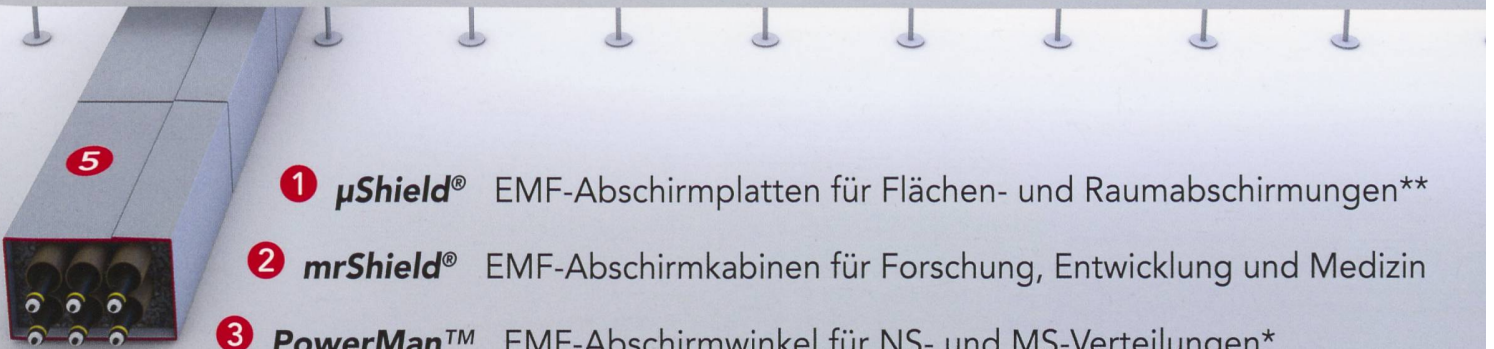 5
1 µShield® EMF-Abschirmplatten für Flächen- und Raumabschirmungen**
2 mrShield® EMF-Abschirmkabinen für Forschung, Entwicklung und Medizin
3 PowerMan™ EMF-Abschirmwinkel für NS- und MS-Verteilungen*